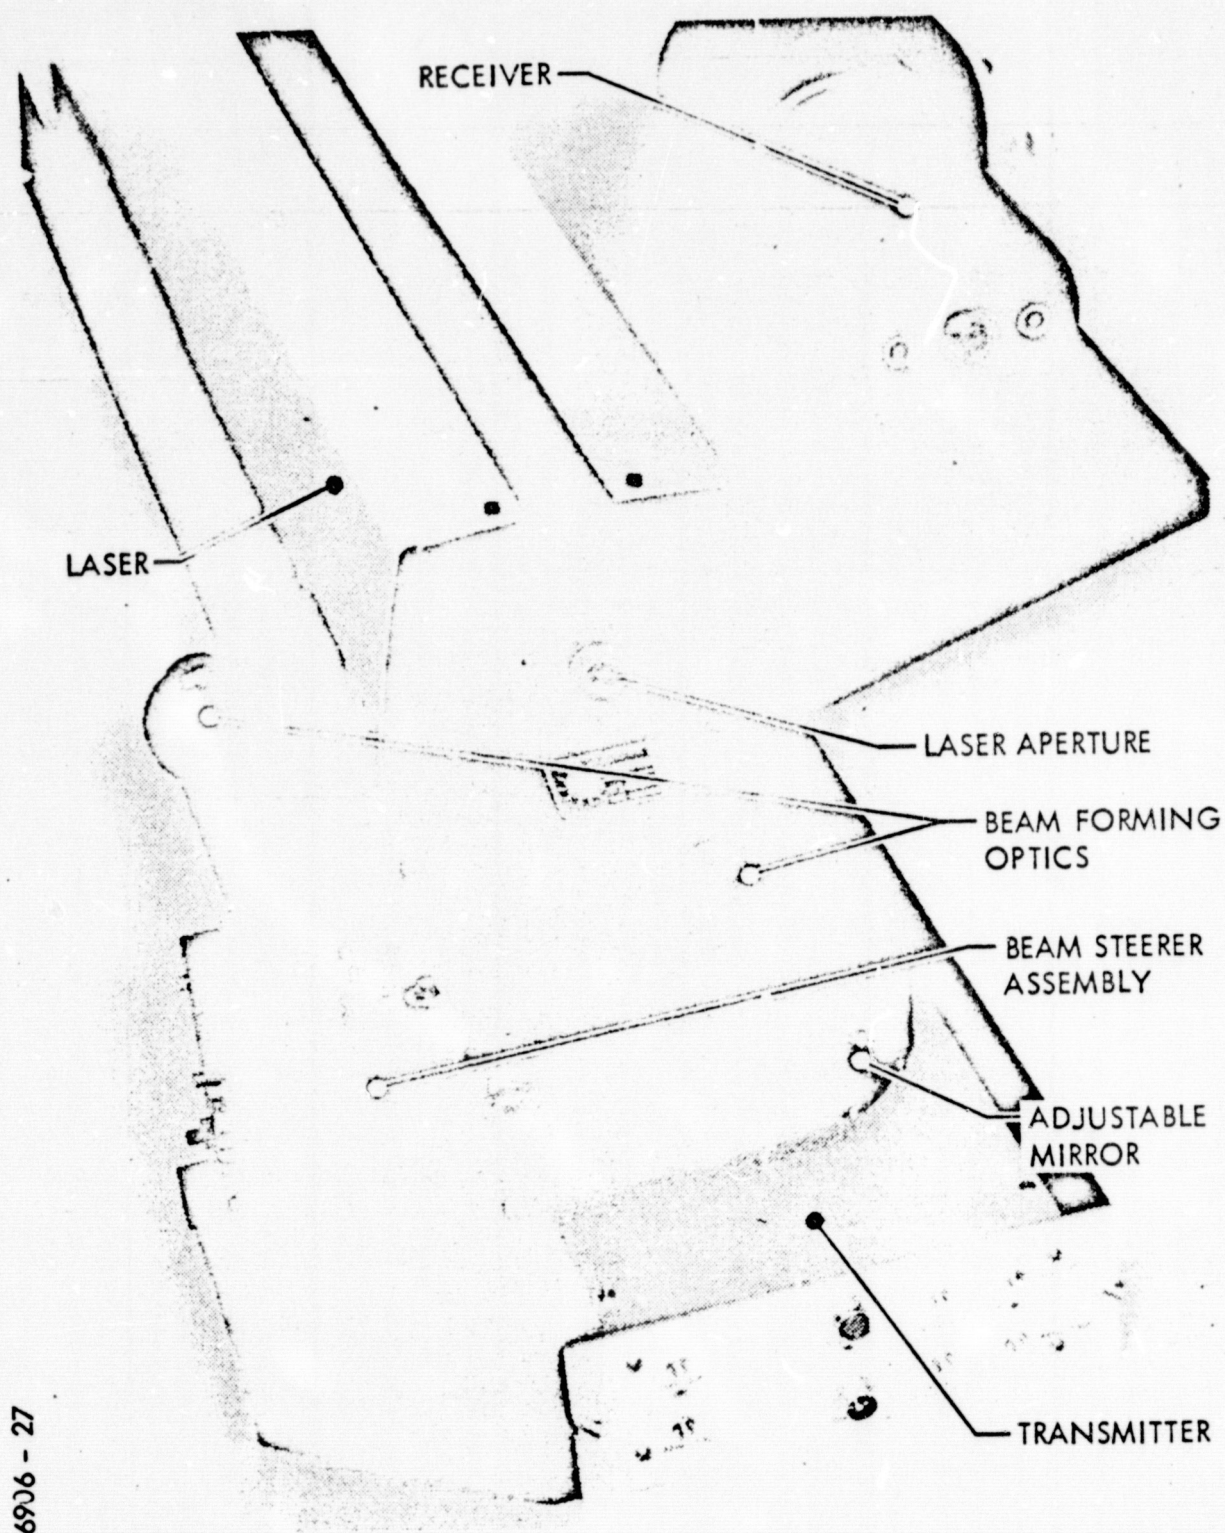 RECEIVER
LASER
LASER APERTURE
BEAM FORMING
OPTICS
BEAM STEERER
ASSEMBLY
ADJUSTABLE
MIRROR
TRANSMITTER
6906-27